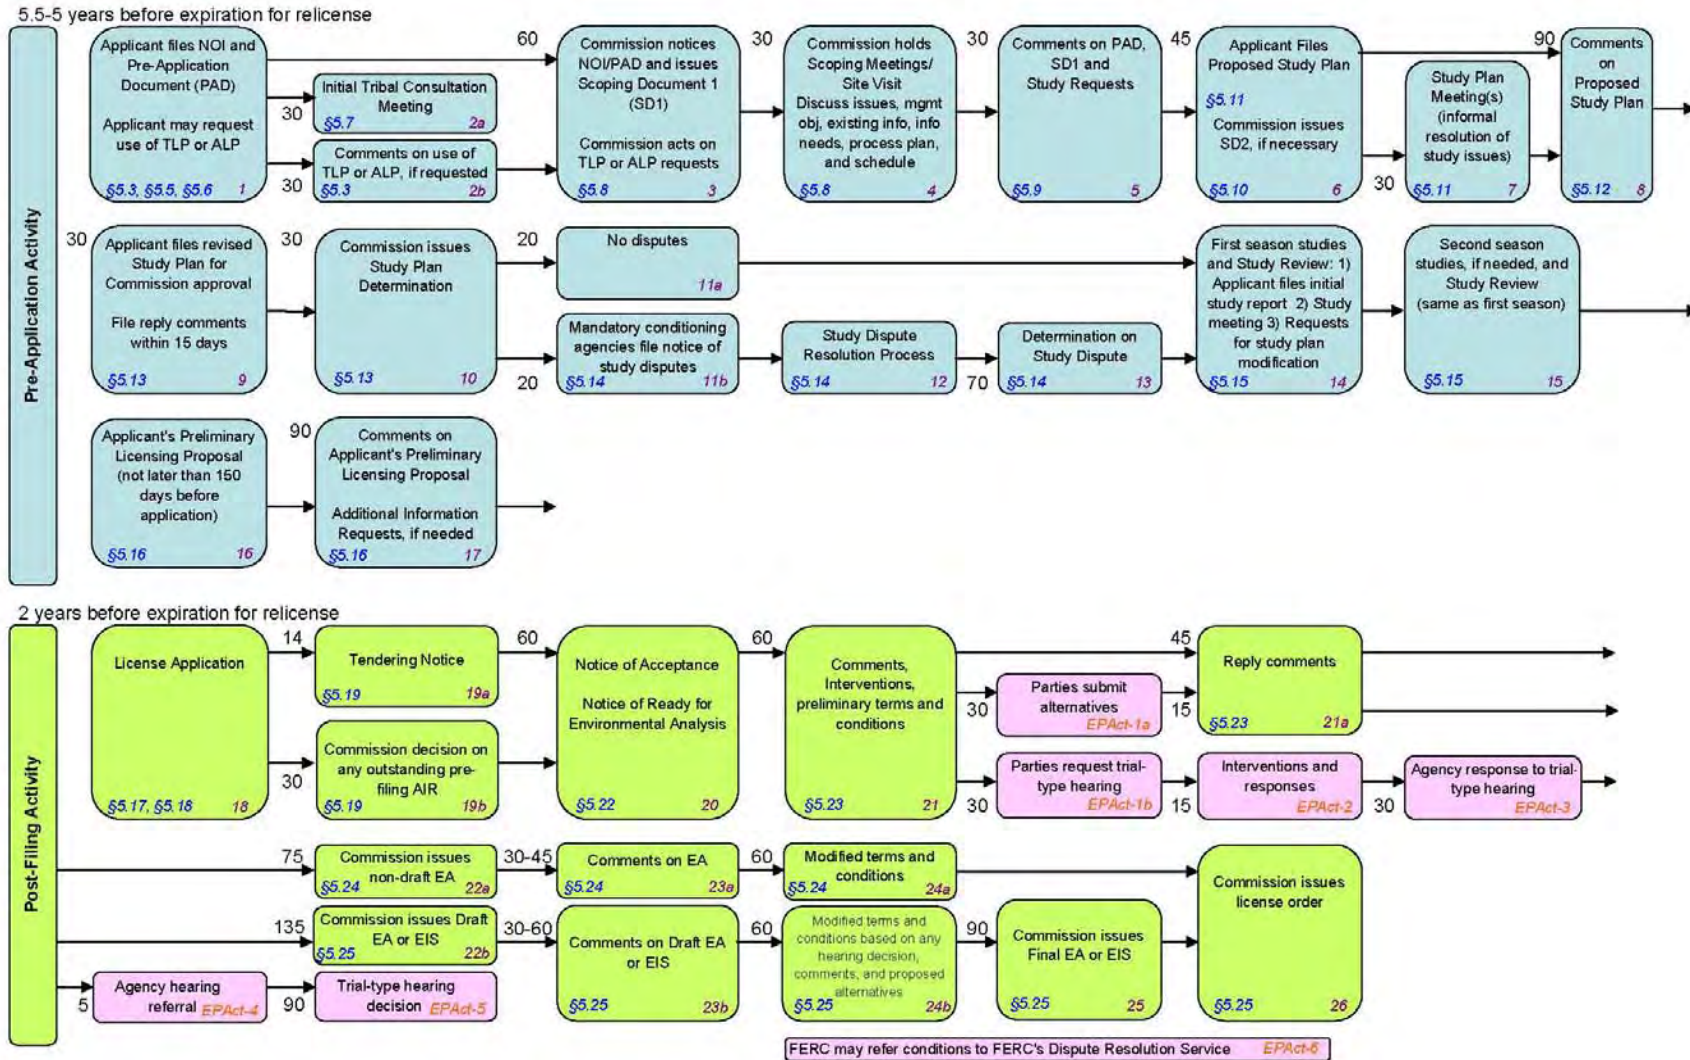 5.5-5 years before expiration for relicense
Pre-Application Activity
Applicant files NOI and
Pre-Application
Document (PAD)
Applicant may request
use of TLP or ALP
§5.3, §5.5, §5.6 1
30
Initial Tribal Consultation
Meeting
§5.7 2a
30
Comments on use of
TLP or ALP, if requested
§5.3 2b
60
Commission notices
NOI/PAD and issues
Scoping Document 1
(SD1)
Commission acts on
TLP or ALP requests
§5.8 3
30
Commission holds
Scoping Meetings/
Site Visit
Discuss issues, mgmt
obj, existing info, info
needs, process plan,
and schedule
§5.8 4
30
Comments on PAD,
SD1 and
Study Requests
§5.9 5
45
Applicant Files
Proposed Study Plan
§5.11
Commission issues
SD2, if necessary
§5.10 6
30
Study Plan
Meeting(s)
(informal
resolution of
study issues)
§5.11 7
90
Comments
on
Proposed
Study Plan
§5.12 8
30
Applicant files revised
Study Plan for
Commission approval
File reply comments
within 15 days
§5.13 9
30
Commission issues
Study Plan
Determination
§5.13 10
20
No disputes
11a
20
Mandatory conditioning
agencies file notice of
study disputes
§5.14 11b
Study Dispute
Resolution Process
§5.14 12
70
Determination on
Study Dispute
§5.14 13
First season studies
and Study Review: 1)
Applicant files initial
study report 2) Study
meeting 3) Requests
for study plan
modification
§5.15 14
Second season
studies, if needed, and
Study Review
(same as first season)
§5.15 15
Applicant's Preliminary
Licensing Proposal
(not later than 150
days before
application)
§5.16 16
90
Comments on
Applicant's Preliminary
Licensing Proposal
Additional Information
Requests, if needed
§5.16 17
2 years before expiration for relicense
Post-Filing Activity
License Application
§5.17, §5.18 18
14
Tendering Notice
§5.19 19a
30
Commission decision on
any outstanding pre-
filing AIR
§5.19 19b
60
Notice of Acceptance
Notice of Ready for
Environmental Analysis
§5.22 20
60
Comments,
Interventions,
preliminary terms and
conditions
§5.23 21
30
Parties submit
alternatives
EPAct-1a
45
15
Reply comments
§5.23 21a
30
Parties request trial-
type hearing
EPAct-1b
15
Interventions and
responses
EPAct-2
30
Agency response to trial-
type hearing
EPAct-3
75
Commission issues
non-draft EA
§5.24 22a
30-45
Comments on EA
§5.24 23a
60
Modified terms and
conditions
§5.24 24a
135
Commission issues Draft
EA or EIS
§5.25 22b
30-60
Comments on Draft EA
or EIS
§5.25 23b
60
Modified terms and
conditions based on any
hearing decision,
comments, and proposed
alternatives
§5.25 24b
90
Commission issues
Final EA or EIS
§5.25 25
Commission issues
license order
§5.25 26
5
Agency hearing
referral EPAct-4
90
Trial-type hearing
decision EPAct-5
FERC may refer conditions to FERC's Dispute Resolution Service EPAct-6